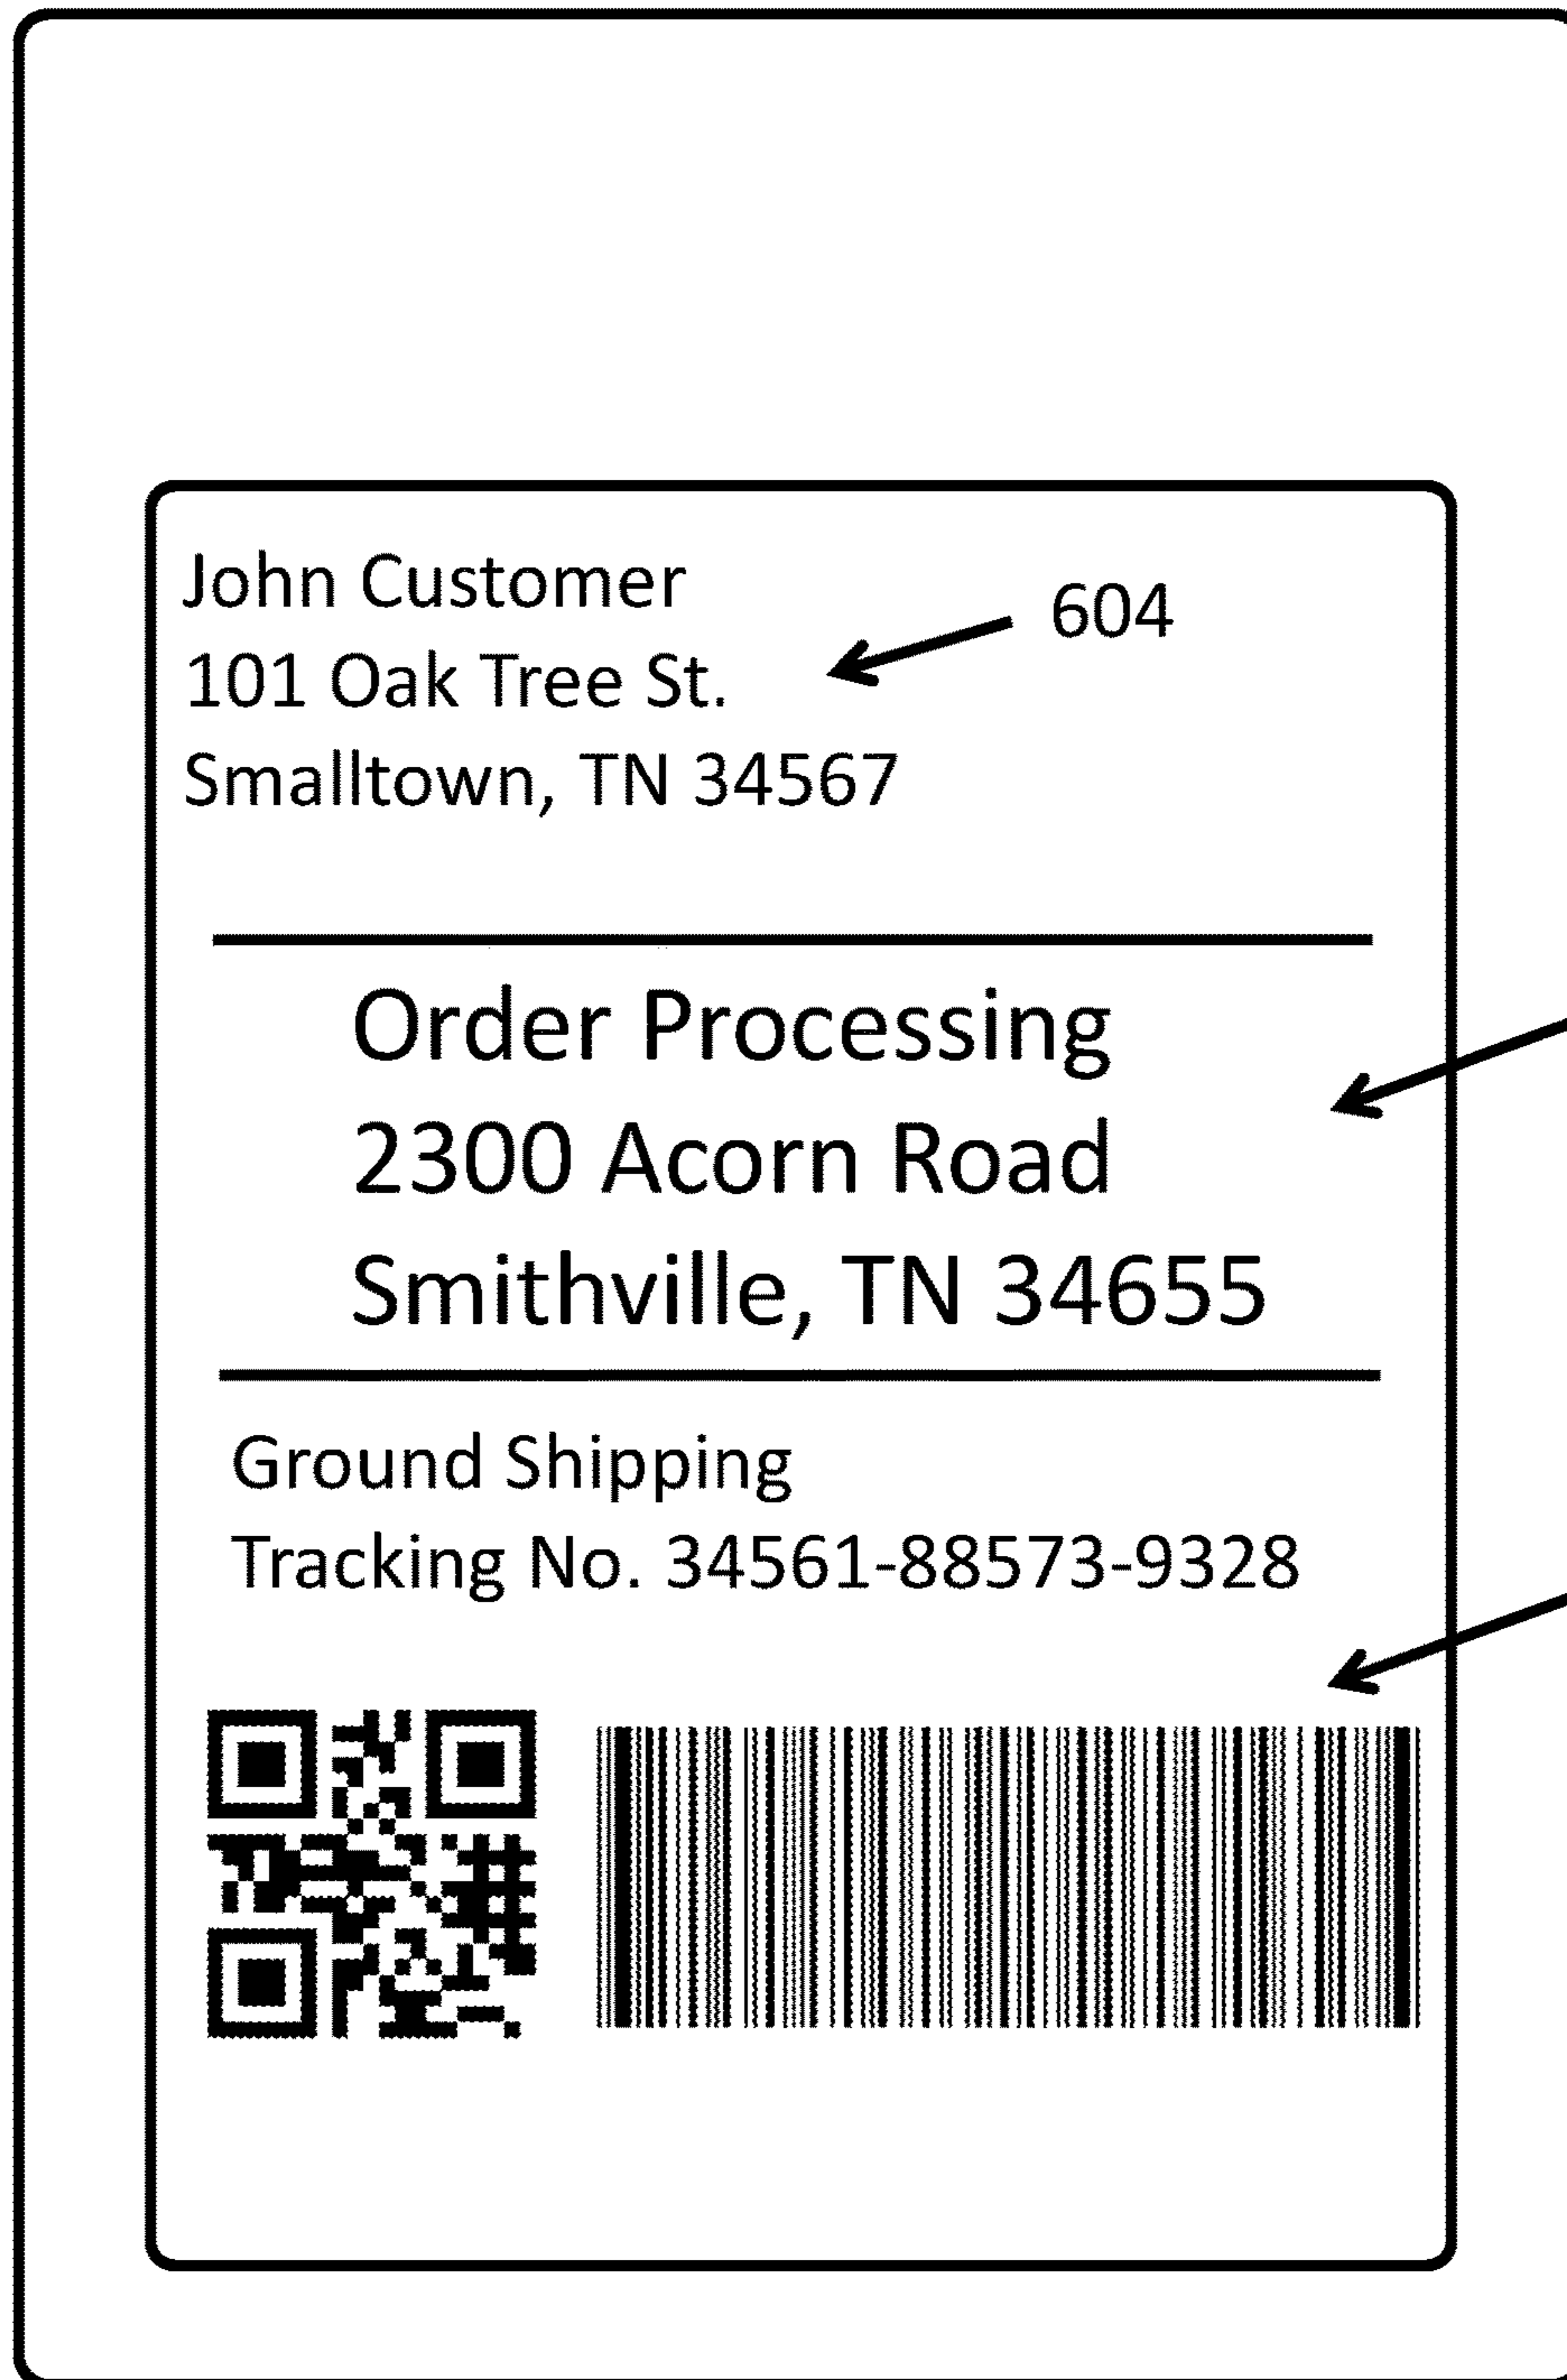 John Customer
604
101 Oak Tree St.
Smalltown, TN 34567
Order Processing
2300 Acorn Road
Smithville, TN 34655
Ground Shipping
Tracking No. 34561-88573-9328